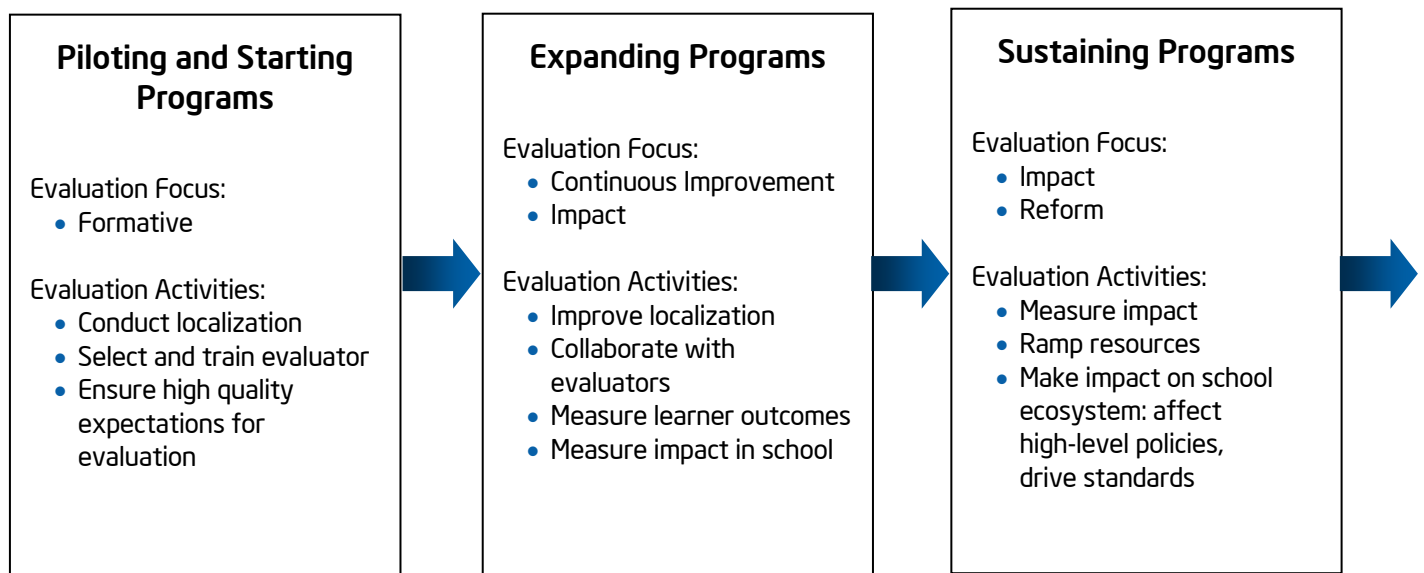 Piloting and Starting
Programs
Evaluation Focus:
• Formative
Evaluation Activities:
• Conduct localization
• Select and train evaluator
• Ensure high quality
expectations for
evaluation
Expanding Programs
Evaluation Focus:
• Continuous Improvement
• Impact
Evaluation Activities:
• Improve localization
• Collaborate with
evaluators
• Measure learner outcomes
• Measure impact in school
Sustaining Programs
Evaluation Focus:
• Impact
• Reform
Evaluation Activities:
• Measure impact
• Ramp resources
• Make impact on school
ecosystem: affect
high-level policies,
drive standards